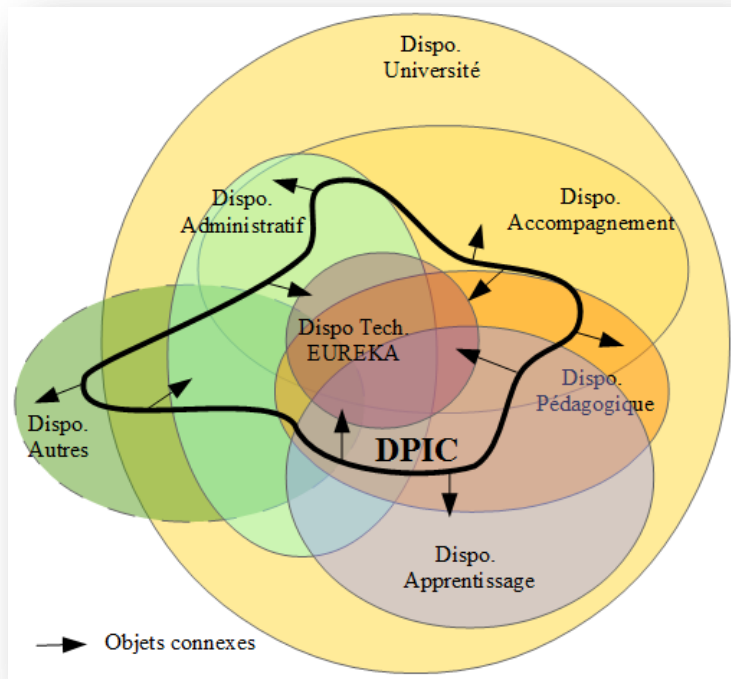 Dispo.
Université
Dispo.
Administratif
Dispo.
Accompagnement
Dispo Tech.
EUREKA
Dispo.
Pédagogique
Dispo.
Autres
DPIC
Dispo.
Apprentissage
Objets connexes